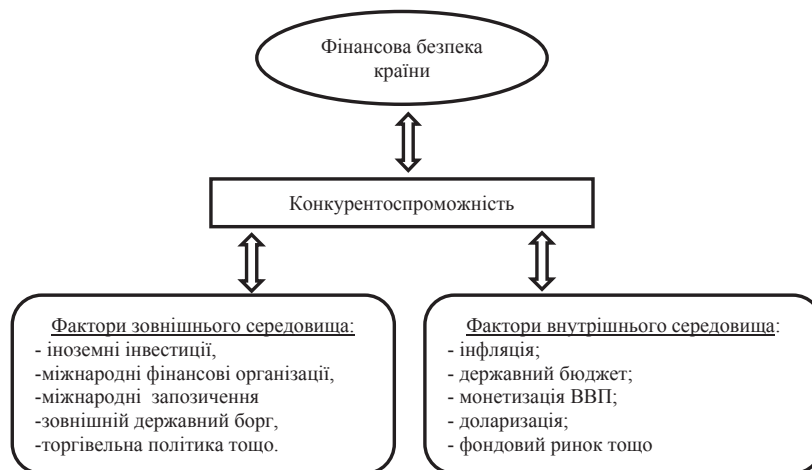 Фінансова безпека
країни
Конкурентоспроможність
Фактори зовнішнього середовища:
- іноземні інвестиції,
-міжнародні фінансові організації,
-міжнародні запозичення
-зовнішній державний борг,
-торгівельна політика тощо.
Фактори внутрішнього середовища:
- інфляція;
- державний бюджет;
- монетизація ВВП;
- доларизація;
- фондовий ринок тощо